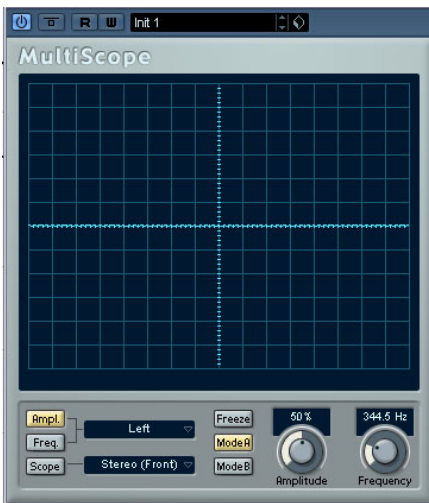 R W Init 1
MultiScope
Ampl. Left Freeze 50% 344.5 Hz
Freq. Mode A
Scope Stereo (Front) Mode B
Amplitude Frequency